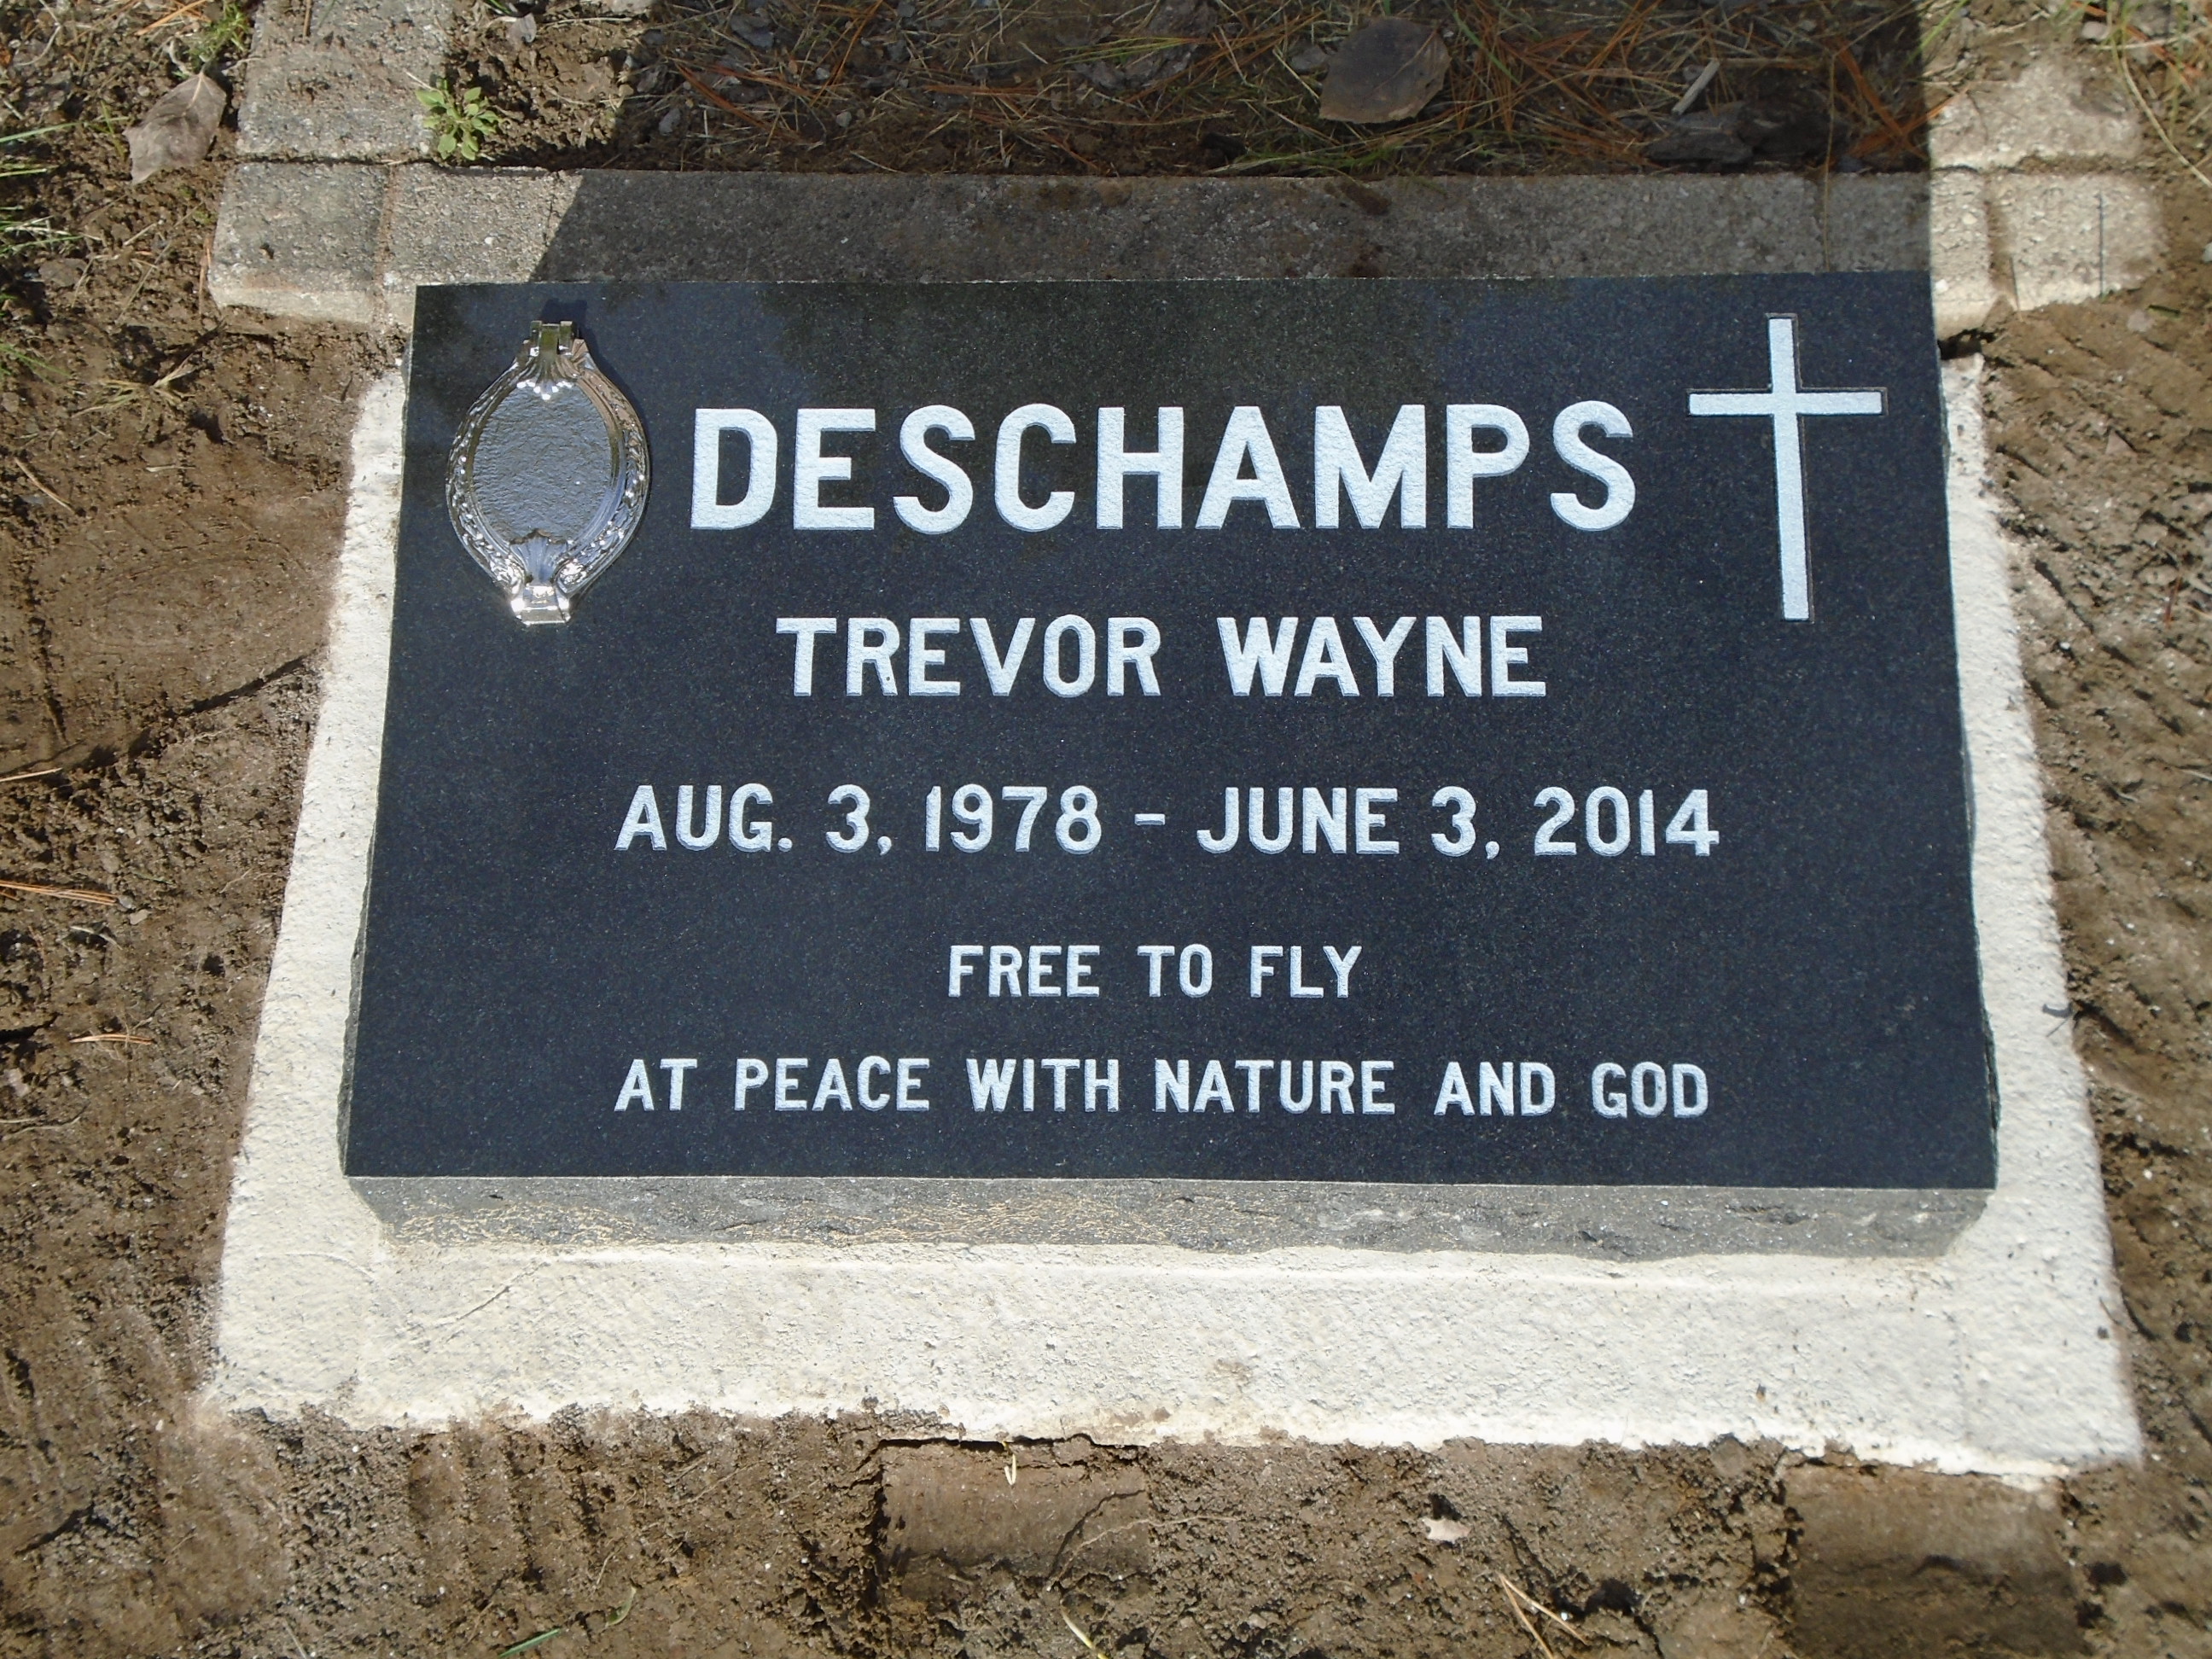 DESCHAMPS
TREVOR WAYNE
AUG. 3, 1978 - JUNE 3, 2014
FREE TO FLY
AT PEACE WITH NATURE AND GOD